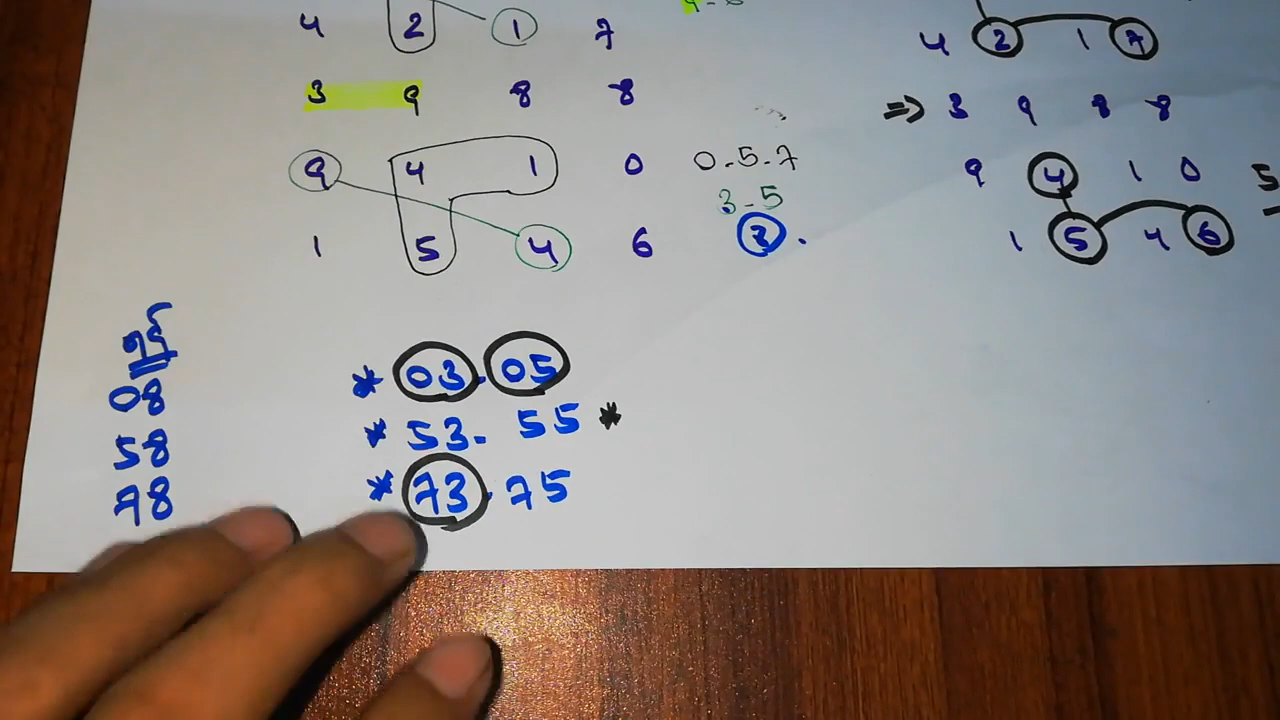 4 2 1 7
3 9 8 8
9 4 1 0 0.5.7
3-5
1 5 4 6 3.
4 2 1 7
=> 3 9 8 8
9 4 1 0 5
1 5 4 6
08
58
78
* 03. 05
* 53. 55 *
* 73. 75